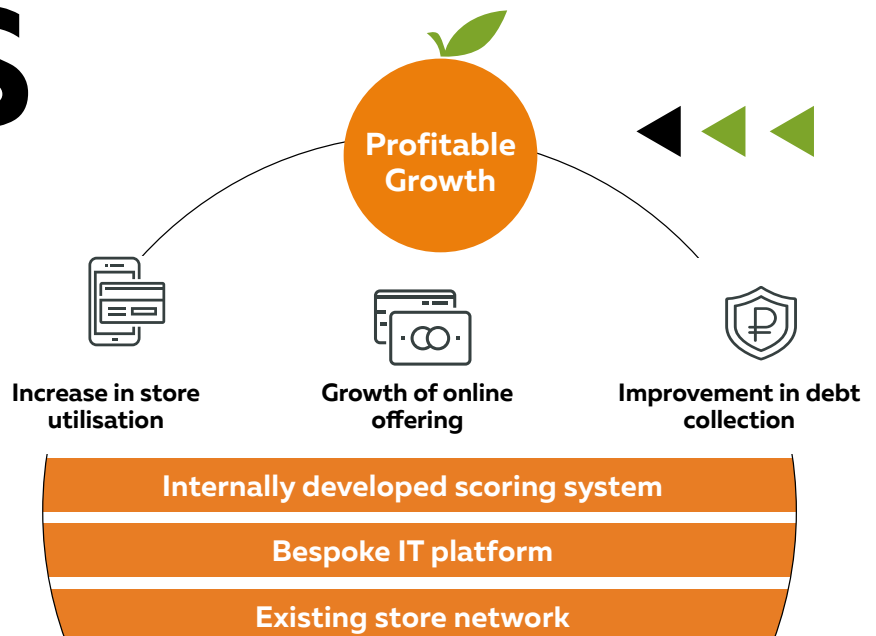 S
Profitable
Growth
Increase in store
utilisation
Growth of online
offering
Improvement in debt
collection
Internally developed scoring system
Bespoke IT platform
Existing store network